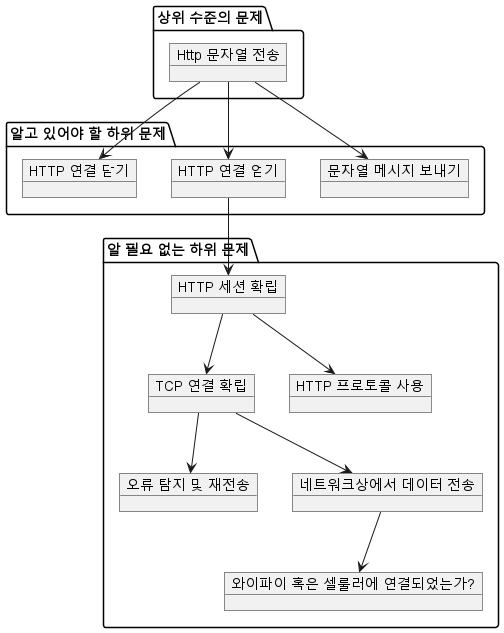 상위 수준의 문제
Http 문자열 전송
알고 있어야 할 하위 문제
HTTP 연결 닫기
HTTP 연결 얻기
문자열 메시지 보내기
알 필요 없는 하위 문제
HTTP 세션 확립
TCP 연결 확립
HTTP 프로토콜 사용
오류 탐지 및 재전송
네트워크상에서 데이터 전송
와이파이 혹은 셀룰러에 연결되었는가?